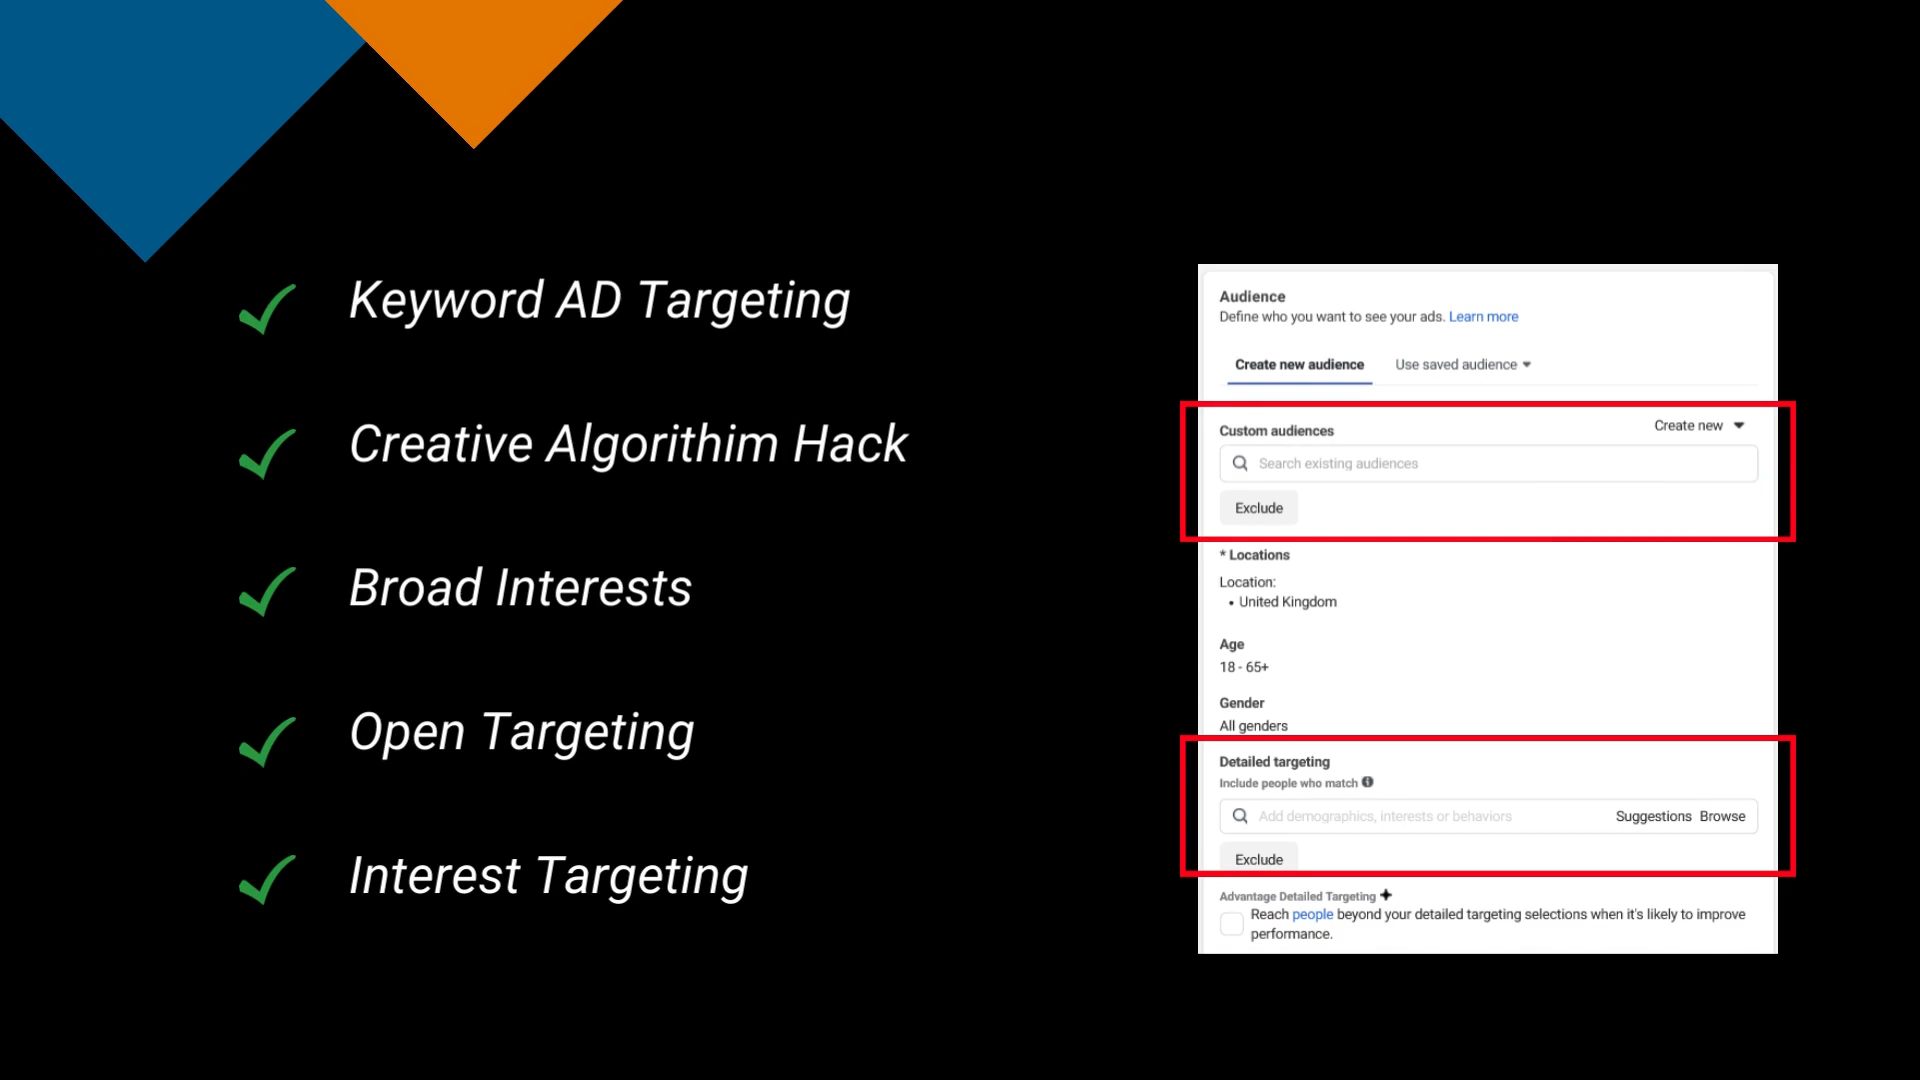 Keyword AD Targeting
Creative Algorithim Hack
Broad Interests
Open Targeting
Interest Targeting
Audience
Define who you want to see your ads. Learn more
Create new audience Use saved audience
Custom audiences Create new
Search existing audiences
Exclude
* Locations
Location:
• United Kingdom
Age
18 - 65+
Gender
All genders
Detailed targeting
Include people who match
Add demographics, interests or behaviors Suggestions Browse
Exclude
Advantage Detailed Targeting
Reach people beyond your detailed targeting selections when it's likely to improve
performance.